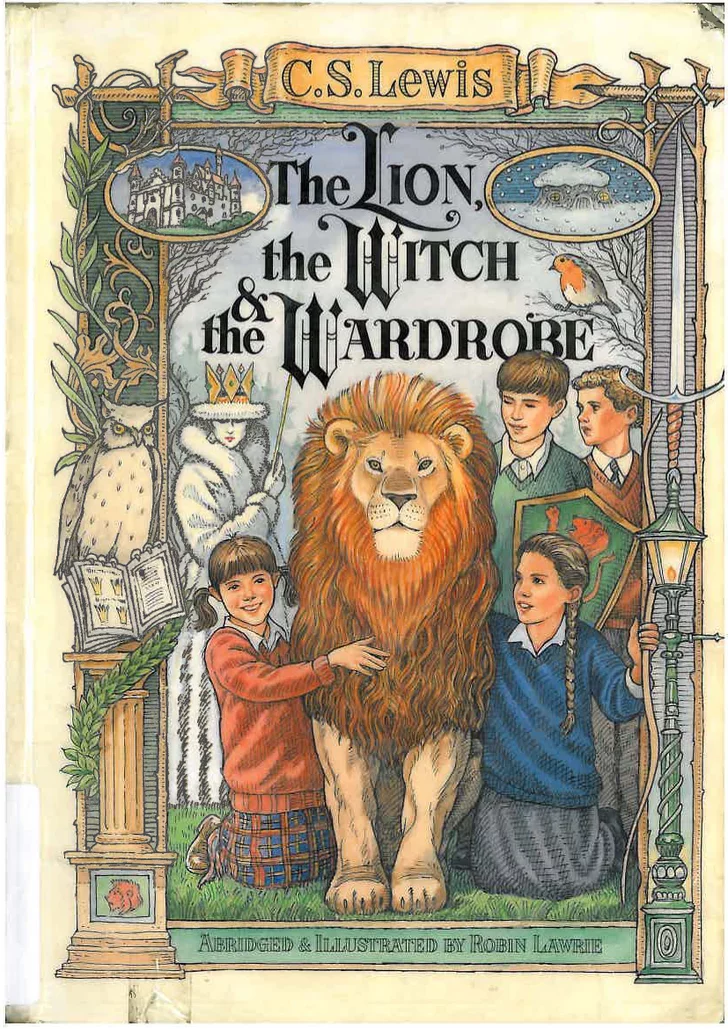 C.S. Lewis
The Lion,
the Witch
&
the Wardrobe
Abridged & Illustrated by Robin Lawrie